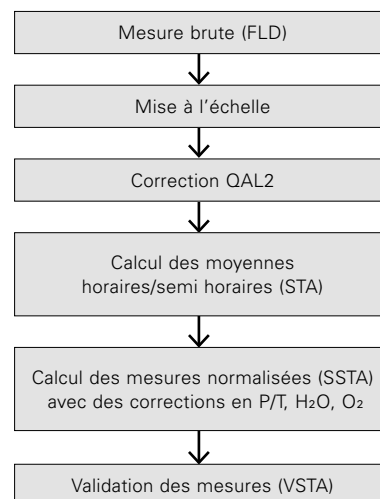 Mesure brute (FLD)
Mise à l’échelle
Correction QAL2
Calcul des moyennes
horaires/semi horaires (STA)
Calcul des mesures normalisées (SSTA)
avec des corrections en P/T, H₂O, O₂
Validation des mesures (VSTA)